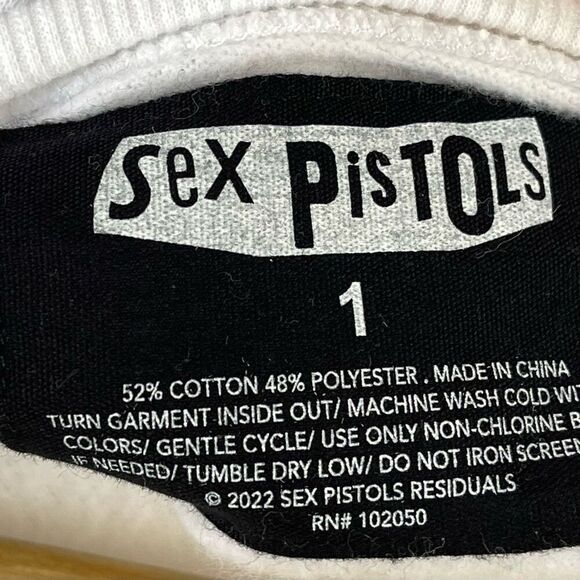 Sex PisTOLS
1
52% COTTON 48% POLYESTER . MADE IN CHINA
TURN GARMENT INSIDE OUT/ MACHINE WASH COLD WIT
COLORS/ GENTLE CYCLE/ USE ONLY NON-CHLORINE B
IF NEEDED/ TUMBLE DRY LOW/ DO NOT IRON SCREEN
© 2022 SEX PISTOLS RESIDUALS
RN# 102050